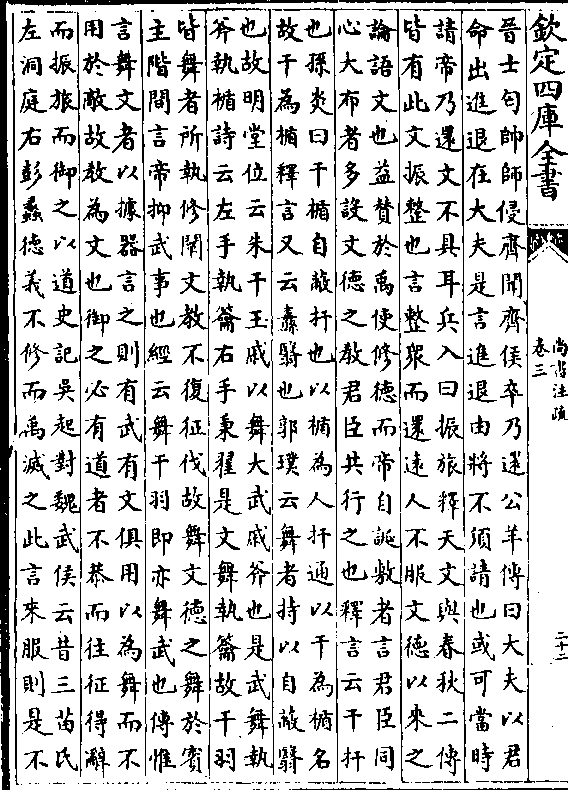 欽定四庫全書
尚書注疏
卷三
二十二
晉士匄帥師侵齊聞齊侯卒乃還公羊傳曰大夫以君
命出進退在大夫是言進退由將不須請也或可當時
請帝乃還文不具耳兵入曰振旅釋天文與春秋二傳
皆有此文振整也言整衆而還遠人不服文德以來之
論語文也益贊於禹使修德而帝自誕敷者言君臣同
心大布者多設文德之教君臣共行之也釋言云干扞
也孫炎曰干楯自蔽扞也以楯為人扞通以干為楯名
故干為楯釋言又云纛翳也郭璞云舞者持以自蔽翳
也故明堂位云朱干玉戚以舞大武戚斧也是武舞執
斧執楯詩云左手執籥右手秉翟是文舞執籥故干羽
皆舞者所執修闡文教不復征伐故舞文德之舞於賓
主階間言帝抑武事也經云舞干羽即亦舞武也傳惟
言舞文者以據器言之則有武有文俱用以為舞而不
用於敵故教為文也御之必有道者不恭而往征得辭
而振旅而御之以道史記吳起對魏武侯云昔三苗氏
左洞庭右彭蠡德義不修而禹滅之此言來服則是不